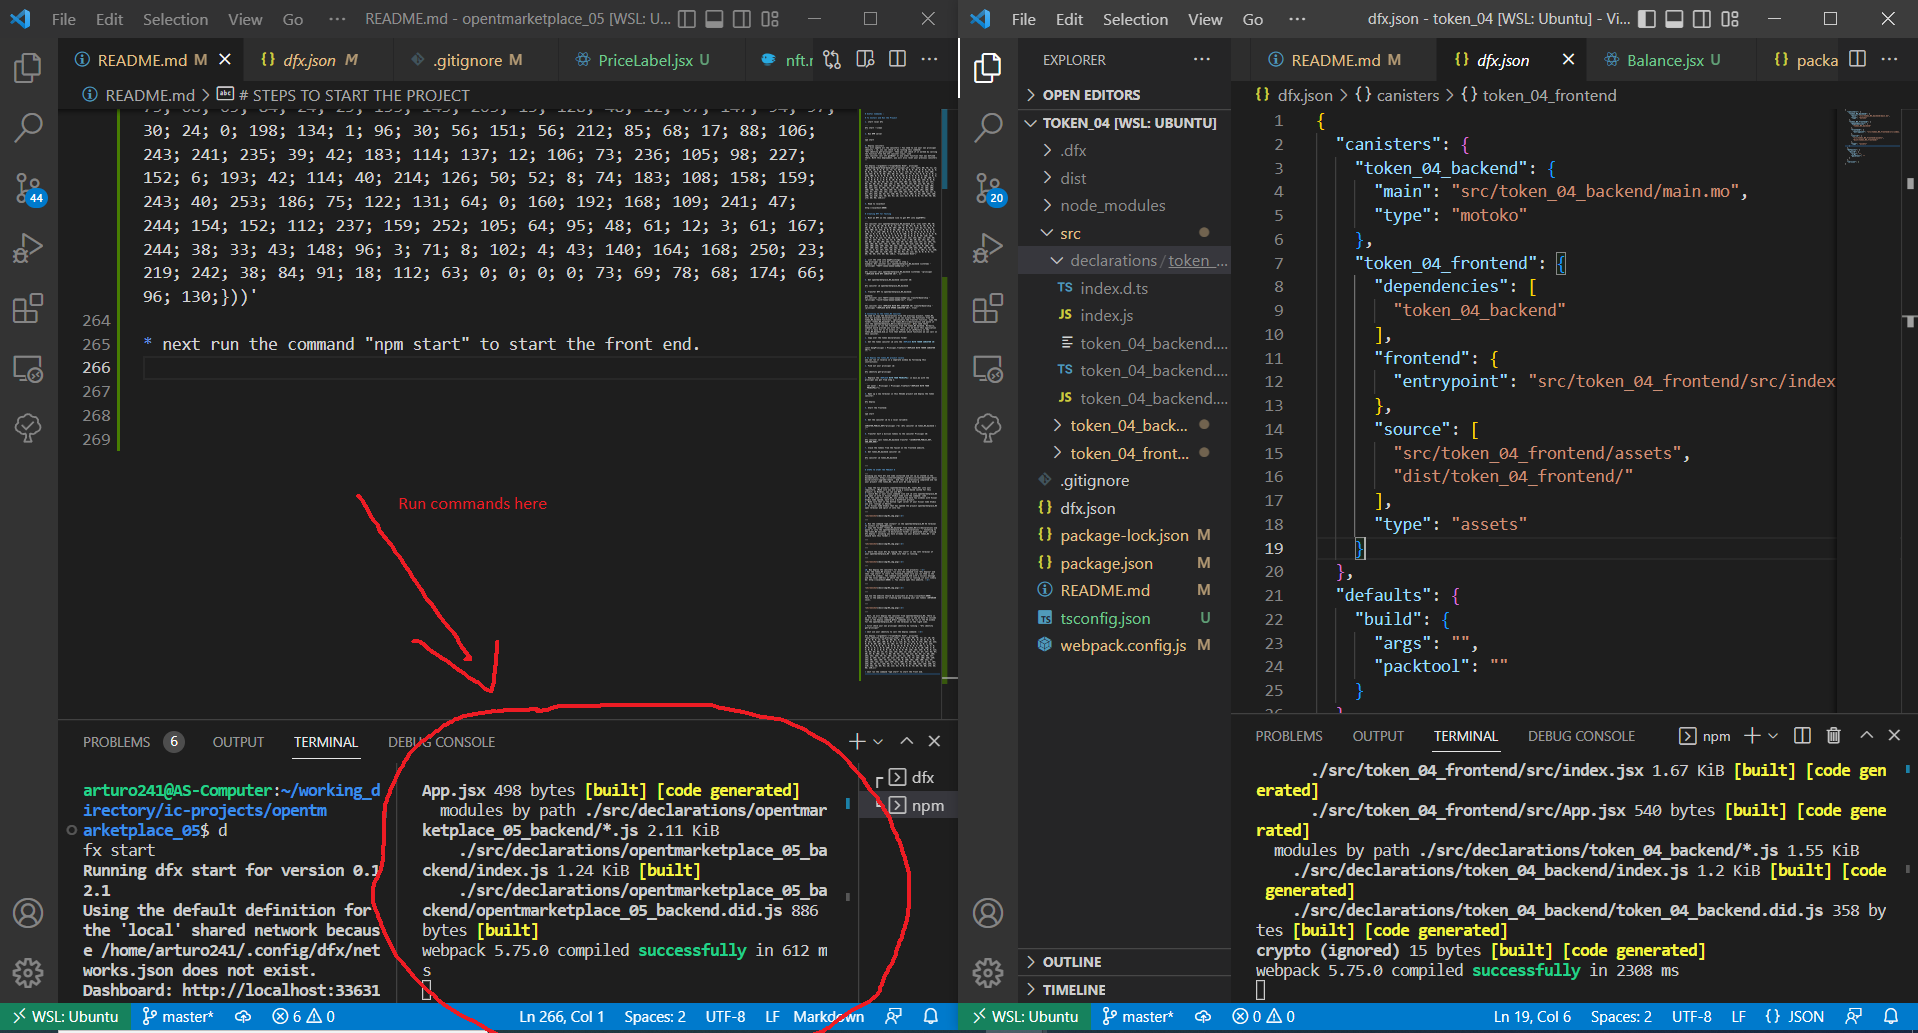 File Edit Selection View Go ··· README.md - opentmarketplace_05 [WSL: U...
README.md M dfx.json M .gitignore M PriceLabel.jsx U nft.r
README.md > # STEPS TO START THE PROJECT
30; 24; 0; 198; 134; 1; 96; 30; 56; 151; 56; 212; 85; 68; 17; 88; 106;
243; 241; 235; 39; 42; 183; 114; 137; 12; 106; 73; 236; 105; 98; 227;
152; 6; 193; 42; 114; 40; 214; 126; 50; 52; 8; 74; 183; 108; 158; 159;
243; 40; 253; 186; 75; 122; 131; 64; 0; 160; 192; 168; 109; 241; 47;
244; 154; 152; 112; 237; 159; 252; 105; 64; 95; 48; 61; 12; 3; 61; 167;
244; 38; 33; 43; 148; 96; 3; 71; 8; 102; 4; 43; 140; 164; 168; 250; 23;
219; 242; 38; 84; 91; 18; 112; 63; 0; 0; 0; 0; 73; 69; 78; 68; 174; 66;
96; 130;}))'
264
265 * next run the command "npm start" to start the front end.
266
267
268
269
Run commands here
44
PROBLEMS 6 OUTPUT TERMINAL DEBUG CONSOLE
arturo241@AS-Computer:~/working_d
irectory/ic-projects/opentm
arketplace_05$ d
fx start
Running dfx start for version 0.1
2.1
Using the default definition for
the 'local' shared network becaus
e /home/arturo241/.config/dfx/net
works.json does not exist.
Dashboard: http://localhost:33631
App.jsx 498 bytes [built] [code generated]
modules by path ./src/declarations/opentmar
ketplace_05_backend/*.js 2.11 KiB
./src/declarations/opentmarketplace_05_ba
ckend/index.js 1.24 KiB [built]
./src/declarations/opentmarketplace_05_ba
ckend/opentmarketplace_05_backend.did.js 886
bytes [built]
webpack 5.75.0 compiled successfully in 612 m
s
dfx
npm
WSL: Ubuntu master* 6 0 Ln 266, Col 1 Spaces: 2 UTF-8 LF Markdown
File Edit Selection View Go ··· dfx.json - token_04 [WSL: Ubuntu] - Vi...
EXPLORER ···
OPEN EDITORS
TOKEN_04 [WSL: UBUNTU]
.dfx
dist
node_modules
src
declarations / token_...
TS index.d.ts
JS index.js
token_04_backend....
TS token_04_backend....
JS token_04_backend....
token_04_back...
token_04_front...
.gitignore
{} dfx.json
{} package-lock.json M
{} package.json M
README.md M
TS tsconfig.json U
webpack.config.js M
OUTLINE
TIMELINE
20
README.md M {} dfx.json Balance.jsx U {} packa
{} dfx.json > {} canisters > {} token_04_frontend
1 {
2 "canisters": {
3 "token_04_backend": {
4 "main": "src/token_04_backend/main.mo",
5 "type": "motoko"
6 },
7 "token_04_frontend": {
8 "dependencies": [
9 "token_04_backend"
10 ],
11 "frontend": {
12 "entrypoint": "src/token_04_frontend/src/index
13 },
14 "source": [
15 "src/token_04_frontend/assets",
16 "dist/token_04_frontend/"
17 ],
18 "type": "assets"
19 }
20 },
21 "defaults": {
22 "build": {
23 "args": "",
24 "packtool": ""
25 }
PROBLEMS OUTPUT TERMINAL DEBUG CONSOLE npm
./src/token_04_frontend/src/index.jsx 1.67 KiB [built] [code gen
erated]
./src/token_04_frontend/src/App.jsx 540 bytes [built] [code gene
rated]
modules by path ./src/declarations/token_04_backend/*.js 1.55 KiB
./src/declarations/token_04_backend/index.js 1.2 KiB [built] [code
generated]
./src/declarations/token_04_backend/token_04_backend.did.js 358 by
tes [built] [code generated]
crypto (ignored) 15 bytes [built] [code generated]
webpack 5.75.0 compiled successfully in 2308 ms
WSL: Ubuntu master* 0 0 Ln 19, Col 6 Spaces: 2 UTF-8 LF {} JSON